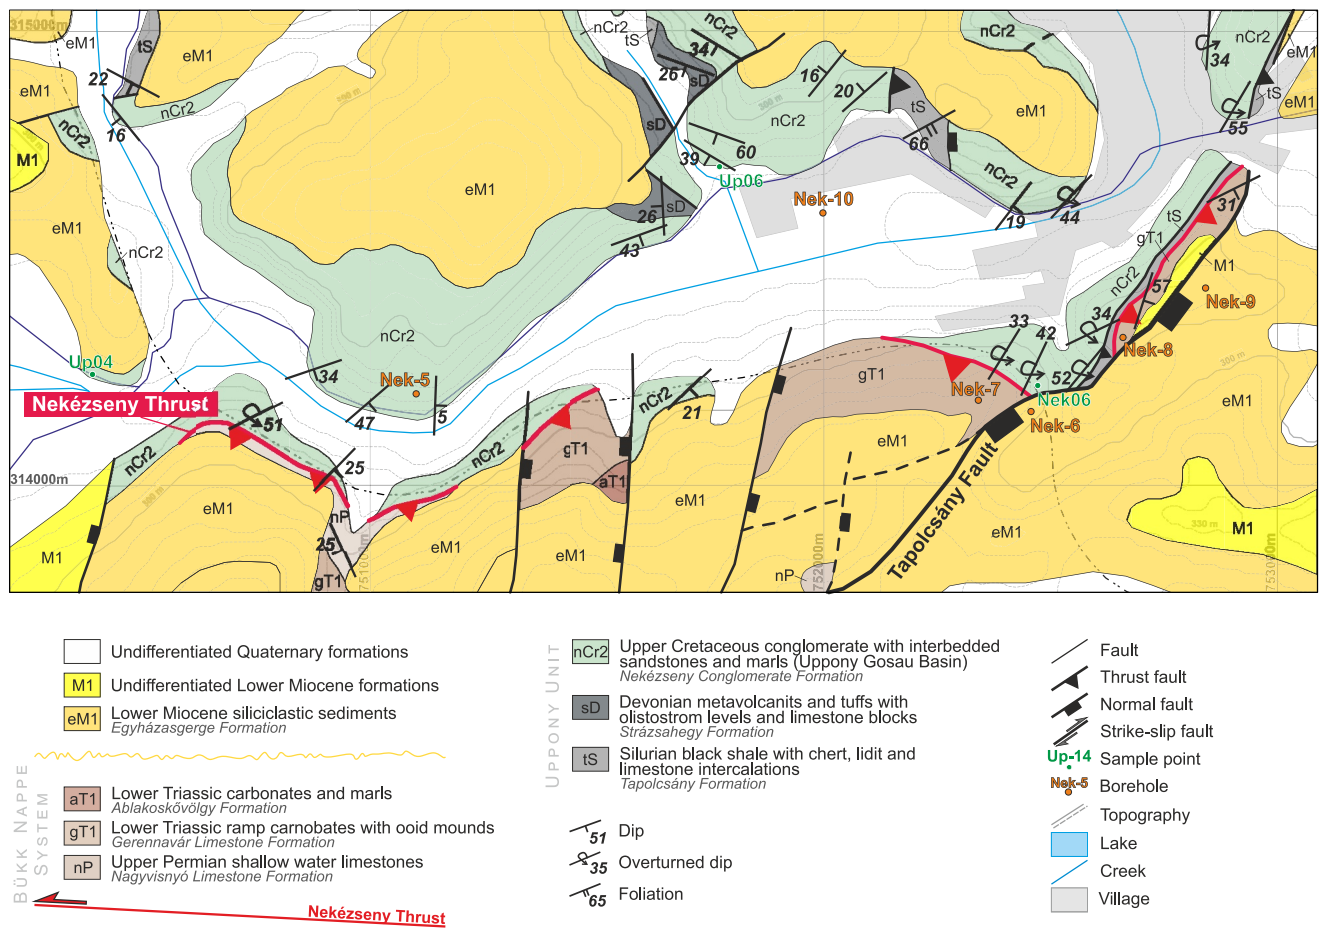 315000m
eM1
tS
eM1
22
eM1
nCr2
16
nCr2
M1
eM1
nCr2
eM1
nCr2
tS
nCr2
34
26
sD
sD
16
20
nCr2
tS
66
39
60
Up06
Nek-10
26
sD
43
nCr2
eM1
nCr2
19
44
nCr2
34
eM1
tS
eM1
55
31
tS
gT1
M1
nCr2
57
Nek-9
34
Nek-8
33
42
52
Nek06
Nek-7
Nek-6
gT1
eM1
eM1
300 m
nCr2
34
Nek-5
47
5
Up04
Nekézseny Thrust
51
nCr2
25
nCr2
gT1
aT1
nCr2
21
314000m
eM1
nP
25
gT1
M1
eM1
eM1
eM1
nP
Tapolcsány Fault
eM1
330 m
M1
751000m
752000m
753000m
Undifferentiated Quaternary formations
M1 Undifferentiated Lower Miocene formations
eM1 Lower Miocene siliciclastic sediments
Egyházasgerge Formation
BÜKK NAPPE
SYSTEM
aT1 Lower Triassic carbonates and marls
Ablakoskővölgy Formation
gT1 Lower Triassic ramp carnobates with ooid mounds
Gerennavár Limestone Formation
nP Upper Permian shallow water limestones
Nagyvisnyó Limestone Formation
Nekézseny Thrust
UPPONY UNIT
nCr2 Upper Cretaceous conglomerate with interbedded
sandstones and marls (Uppony Gosau Basin)
Nekézseny Conglomerate Formation
sD Devonian metavolcanits and tuffs with
olistostrom levels and limestone blocks
Strázsahegy Formation
tS Silurian black shale with chert, lidit and
limestone intercalations
Tapolcsány Formation
51 Dip
35 Overturned dip
65 Foliation
Fault
Thrust fault
Normal fault
Strike-slip fault
Up-14 Sample point
Nek-5 Borehole
Topography
Lake
Creek
Village